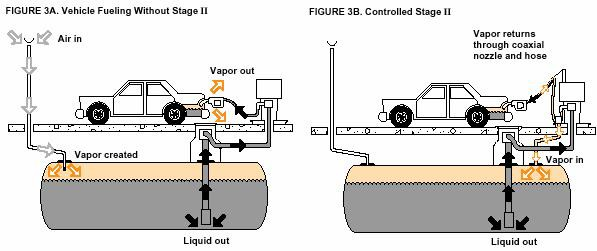 FIGURE 3A. Vehicle Fueling Without Stage II
Air in
Vapor out
Vapor created
Liquid out
FIGURE 3B. Controlled Stage II
Vapor returns
through coaxial
nozzle and hose
Vapor in
Liquid out